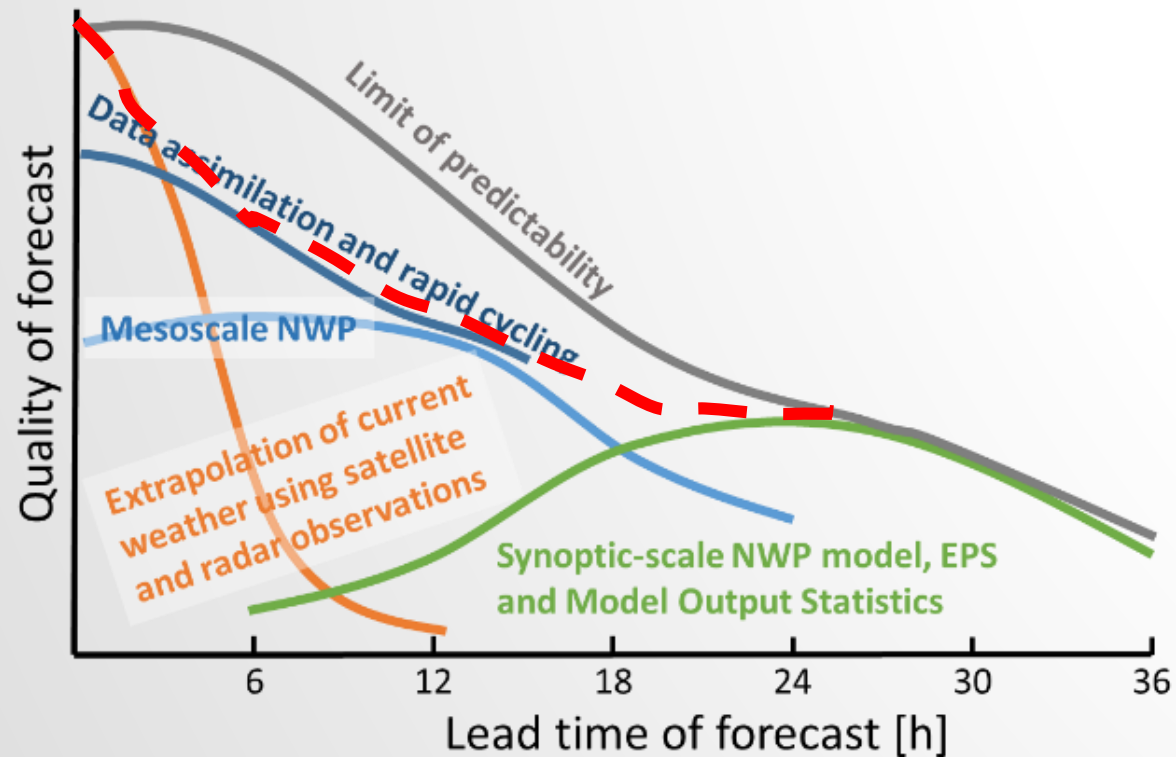 Quality of forecast
Limit of predictability
Data assimilation and rapid cycling
Mesoscale NWP
Extrapolation of current
weather using satellite
and radar observations
Synoptic-scale NWP model, EPS
and Model Output Statistics
6 12 18 24 30 36
Lead time of forecast [h]